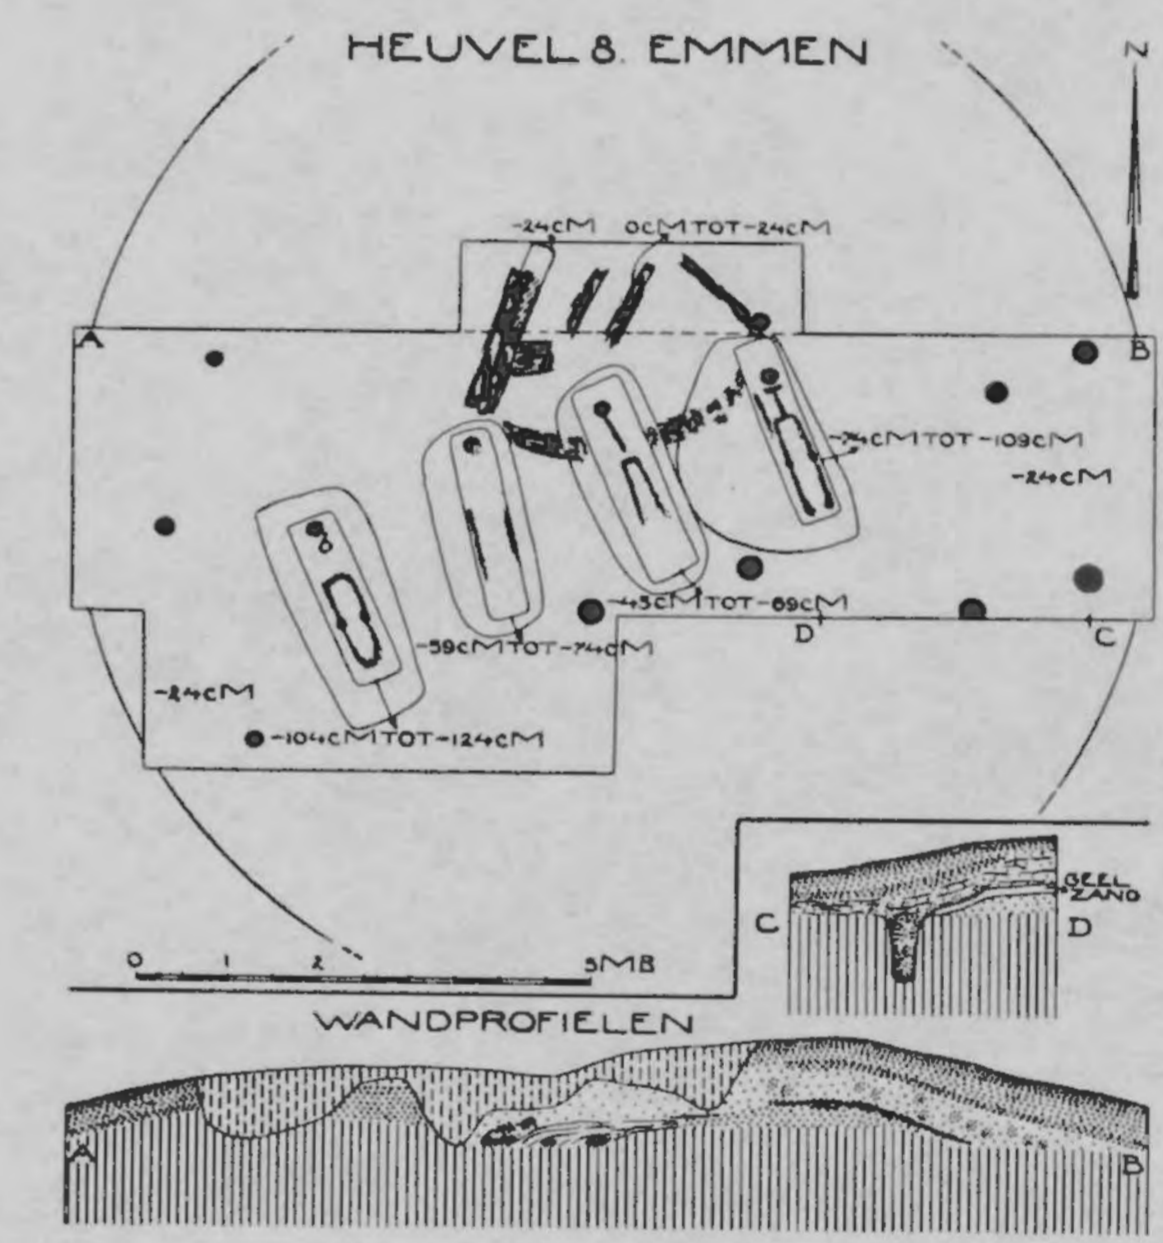 HEUVEL 8. EMMEN
N
-24cM 0cM TOT -24cM
A
B
-74cM TOT -109cM
-24cM
-45cM TOT -69cM
D
C
-59cM TOT -74cM
-24cM
-104cM TOT -124cM
GEEL
ZAND
C
D
0 1 2 5MB
WANDPROFIELEN
A
B